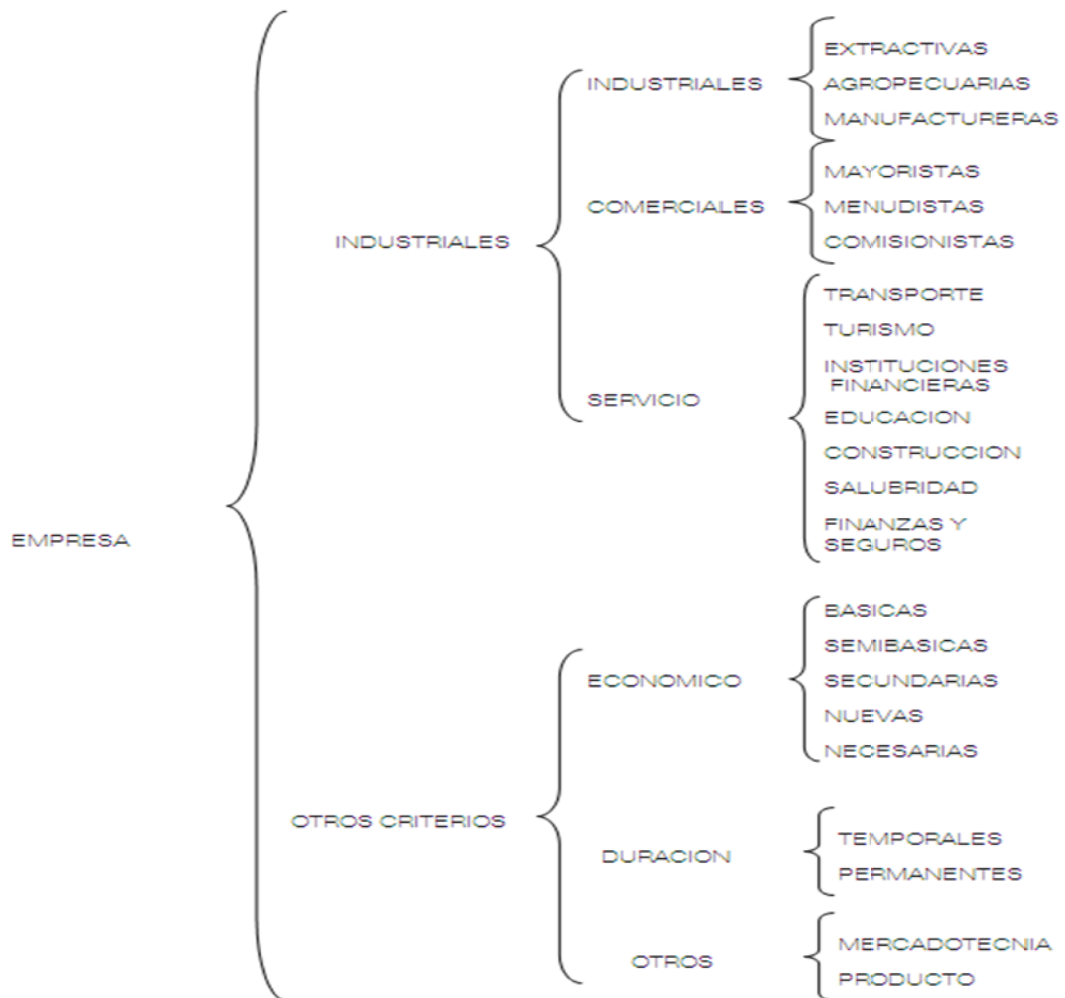 EMPRESA
INDUSTRIALES
INDUSTRIALES
EXTRACTIVAS
AGROPECUARIAS
MANUFACTURERAS
COMERCIALES
MAYORISTAS
MENUDISTAS
COMISIONISTAS
SERVICIO
TRANSPORTE
TURISMO
INSTITUCIONES
FINANCIERAS
EDUCACION
CONSTRUCCION
SALUBRIDAD
FINANZAS Y
SEGUROS
OTROS CRITERIOS
ECONOMICO
BASICAS
SEMIBASICAS
SECUNDARIAS
NUEVAS
NECESARIAS
DURACION
TEMPORALES
PERMANENTES
OTROS
MERCADOTECNIA
PRODUCTO